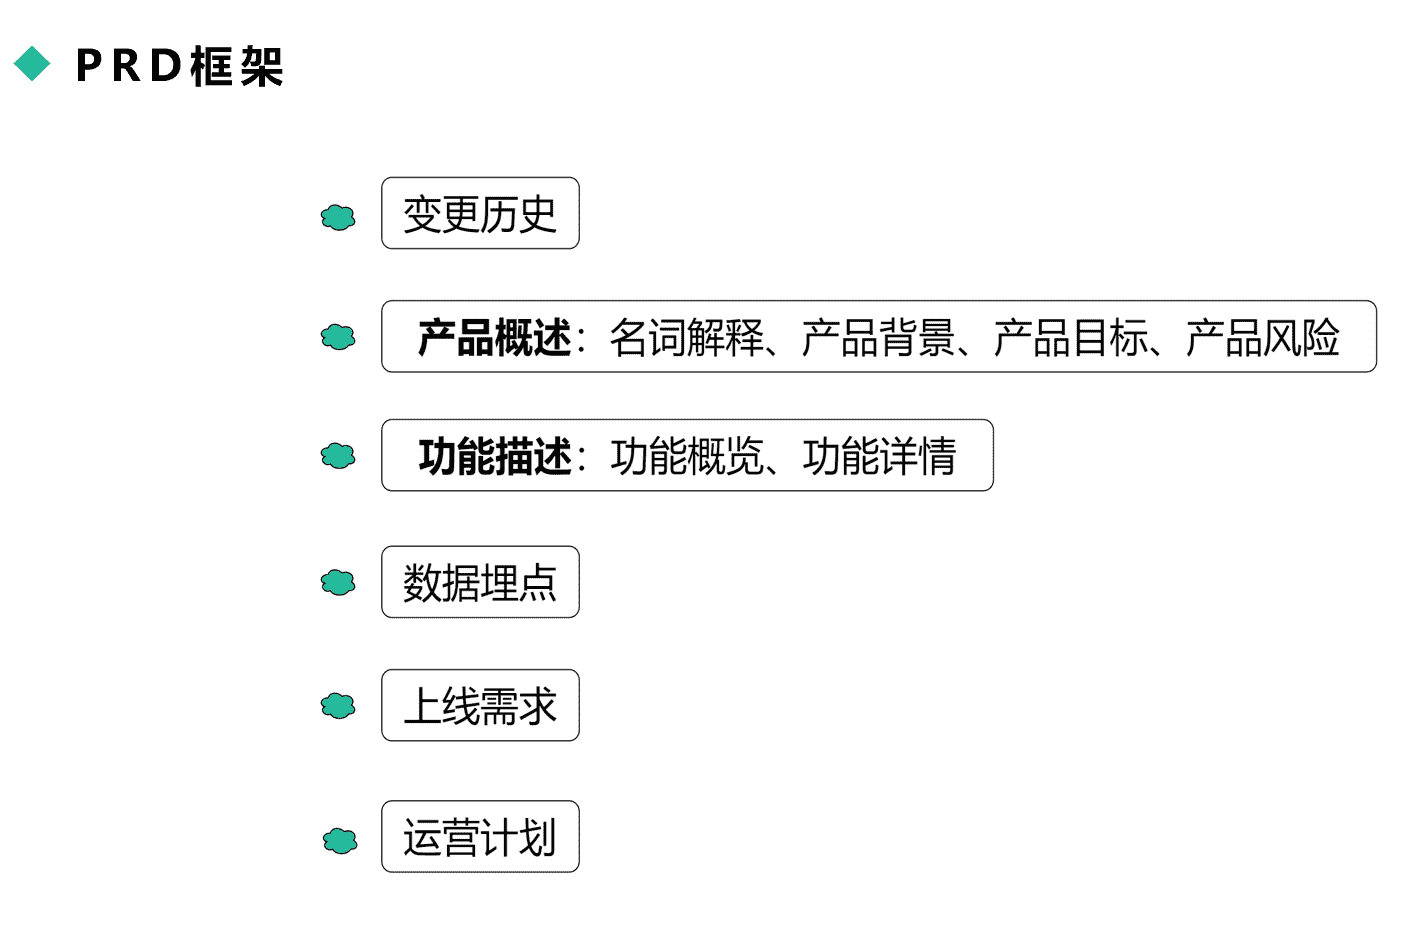 PRD框架
变更历史
产品概述：名词解释、产品背景、产品目标、产品风险
功能描述：功能概览、功能详情
数据埋点
上线需求
运营计划